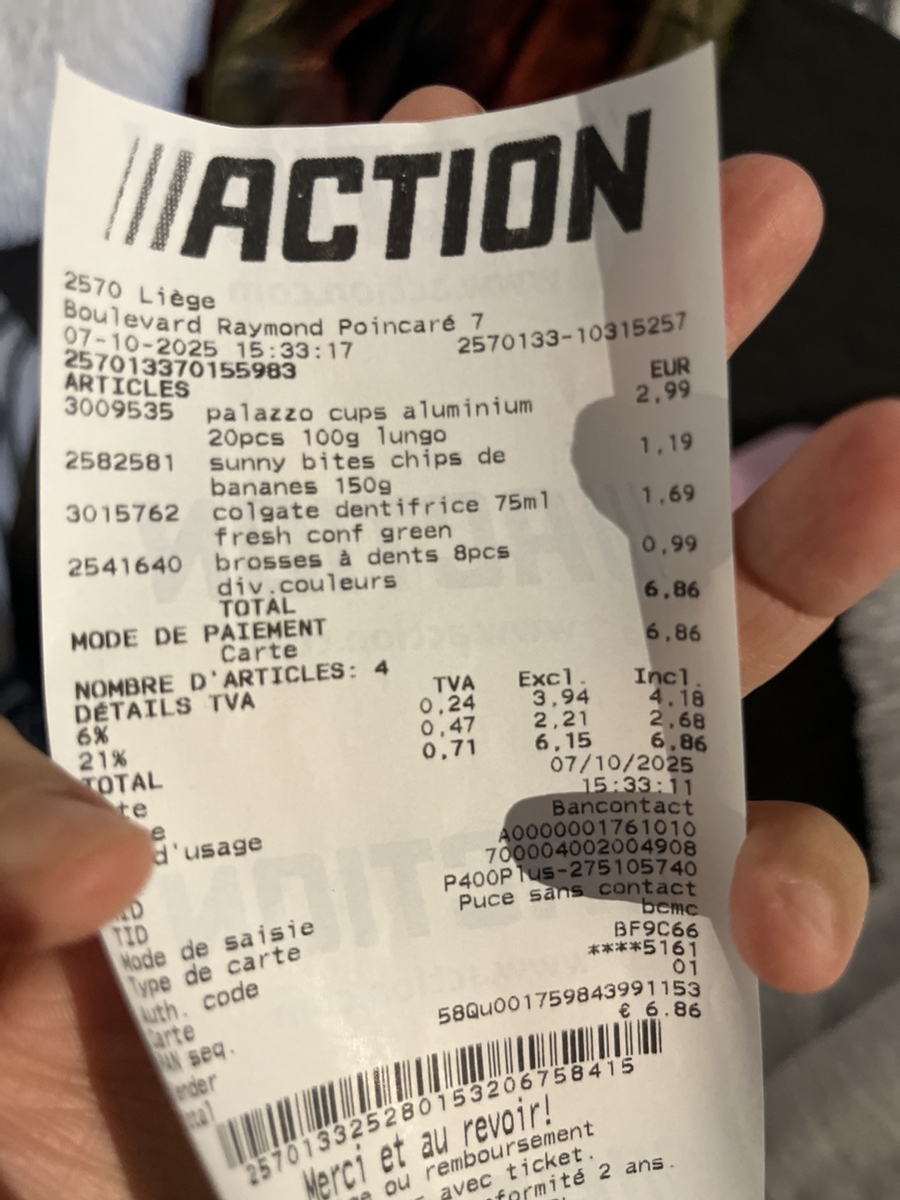 ACTION
2570 Liège
Boulevard Raymond Poincaré 7
07-10-2025 15:33:17 2570133-10315257
257013370155983
ARTICLES EUR
3009535 palazzo cups aluminium 2,99
20pcs 100g lungo
2582581 sunny bites chips de 1,19
bananes 150g
3015762 colgate dentifrice 75ml 1,69
fresh conf green
2541640 brosses à dents 8pcs 0,99
div.couleurs
TOTAL 6,86
MODE DE PAIEMENT
Carte 6,86
NOMBRE D'ARTICLES: 4
DÉTAILS TVA TVA Excl. Incl.
6% 0,24 3,94 4,18
21% 0,47 2,21 2,68
TOTAL 0,71 6,15 6,86
07/10/2025
15:33:11
Bancontact
d'usage A0000001761010
700004002004908
TID P400Plus-275105740
Mode de saisie Puce sans contact
Type de carte bcmc
Auth. code BF9C66
Carte ****5161
PAN seq. 01
58Qu001759843991153
€ 6.86
257013325280153206758415
Merci et au revoir!
ou remboursement
avec ticket.
2 ans.